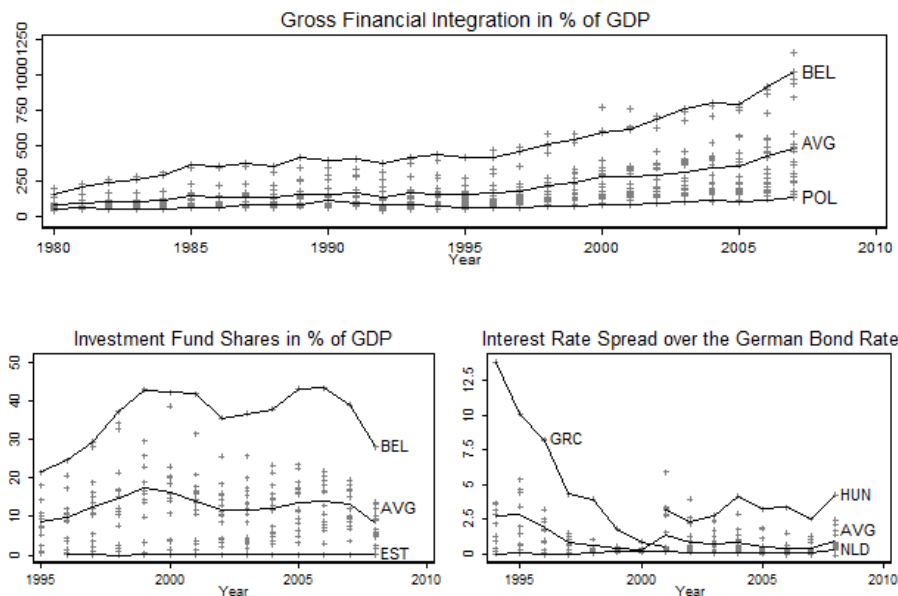 Gross Financial Integration in % of GDP
1250
1000
750
500
250
0
BEL
AVG
POL
1980 1985 1990 1995 2000 2005 2010
Year
Investment Fund Shares in % of GDP
50
40
30
20
10
0
BEL
AVG
EST
1995 2000 2005 2010
Year
Interest Rate Spread over the German Bond Rate
12.5
10
7.5
5
2.5
0
GRC
HUN
AVG
NLD
1995 2000 2005 2010
Year